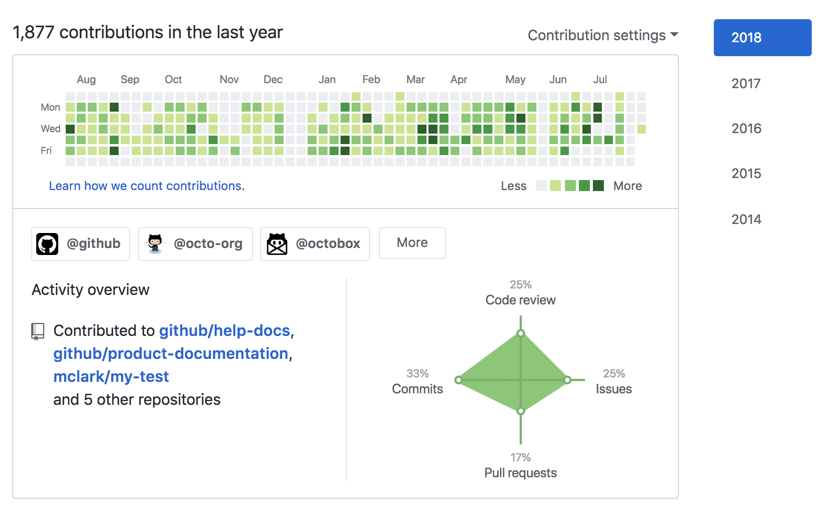 1,877 contributions in the last year
Contribution settings
2018
2017
2016
2015
2014
Aug Sep Oct Nov Dec Jan Feb Mar Apr May Jun Jul
Mon
Wed
Fri
Learn how we count contributions.
Less More
@github @octo-org @octobox More
Activity overview
Contributed to github/help-docs,
github/product-documentation,
mclark/my-test
and 5 other repositories
25%
Code review
33%
Commits
25%
Issues
17%
Pull requests